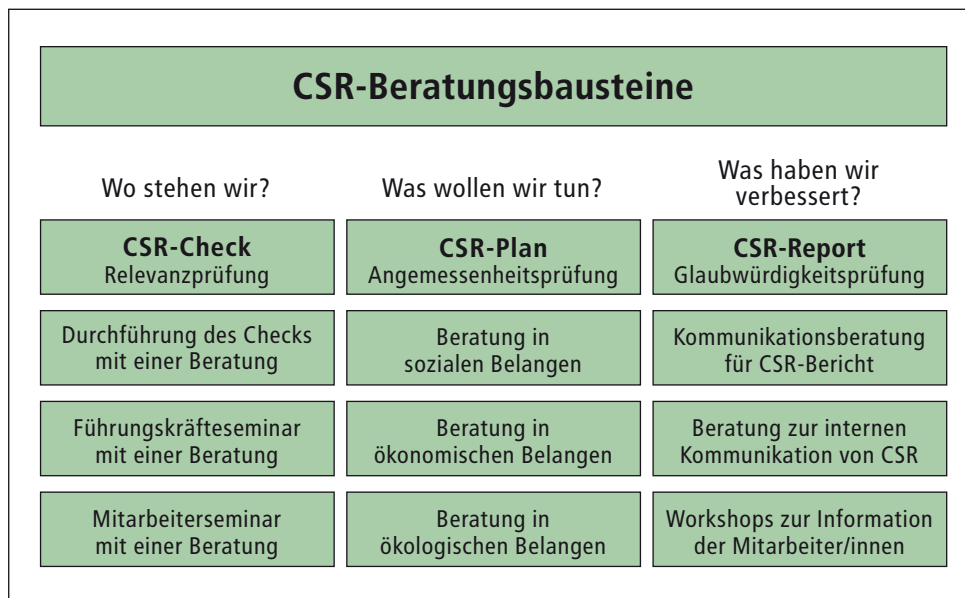 CSR-Beratungsbausteine
Wo stehen wir?
CSR-Check
Relevanzprüfung
Durchführung des Checks
mit einer Beratung
Führungskräfteseminar
mit einer Beratung
Mitarbeiterseminar
mit einer Beratung
Was wollen wir tun?
CSR-Plan
Angemessenheitsprüfung
Beratung in
sozialen Belangen
Beratung in
ökonomischen Belangen
Beratung in
ökologischen Belangen
Was haben wir
verbessert?
CSR-Report
Glaubwürdigkeitsprüfung
Kommunikationsberatung
für CSR-Bericht
Beratung zur internen
Kommunikation von CSR
Workshops zur Information
der Mitarbeiter/innen